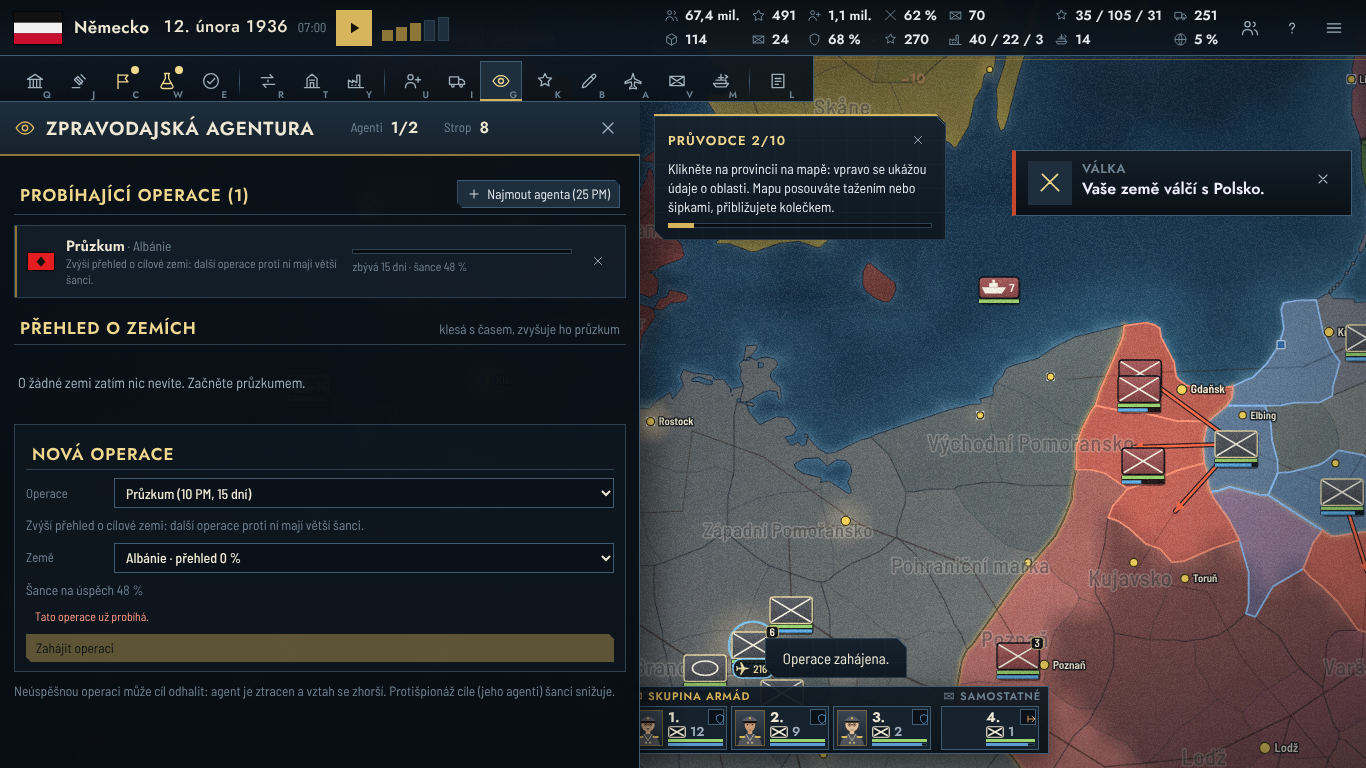 Německo 12. února 1936 07:00
67,4 mil. 491 1,1 mil. 62 % 70 35 / 105 / 31 251
114 24 68 % 270 40 / 22 / 3 14 5 %
?
Q J C W E R T Y U I G K B A V M L
ZPRAVODAJSKÁ AGENTURA Agenti 1/2 Strop 8
PROBÍHAJÍCÍ OPERACE (1)
Najmout agenta (25 PM)
Průzkum · Albánie
Zvýší přehled o cílové zemi: další operace proti ní mají větší
šanci.
zbývá 15 dní · šance 48 %
PŘEHLED O ZEMÍCH
klesá s časem, zvyšuje ho průzkum
O žádné zemi zatím nic nevíte. Začněte průzkumem.
NOVÁ OPERACE
Operace Průzkum (10 PM, 15 dní)
Zvýší přehled o cílové zemi: další operace proti ní mají větší šanci.
Země Albánie · přehled 0 %
Šance na úspěch 48 %
Tato operace už probíhá.
Zahájit operaci
Neúspěšnou operaci může cíl odhalit: agent je ztracen a vztah se zhorší. Protišpionáž cíle (jeho agenti) šanci snižuje.
PRŮVODCE 2/10
Klikněte na provincii na mapě: vpravo se ukážou
údaje o oblasti. Mapu posouváte tažením nebo
šipkami, přibližujete kolečkem.
VÁLKA
Vaše země válčí s Polskem.
10
Skåne
7
Gdaňsk
Elbing
Rostock
Východní Pomořansko
Západní Pomořansko
Pohraniční marka
Kujavsko
Toruň
Poznaň
3
Poznaň
6
216
Operace zahájena.
Lodž
Lodž
SKUPINA ARMÁD
SAMOSTATNÉ
1. 12
2. 9
3. 2
4. 1